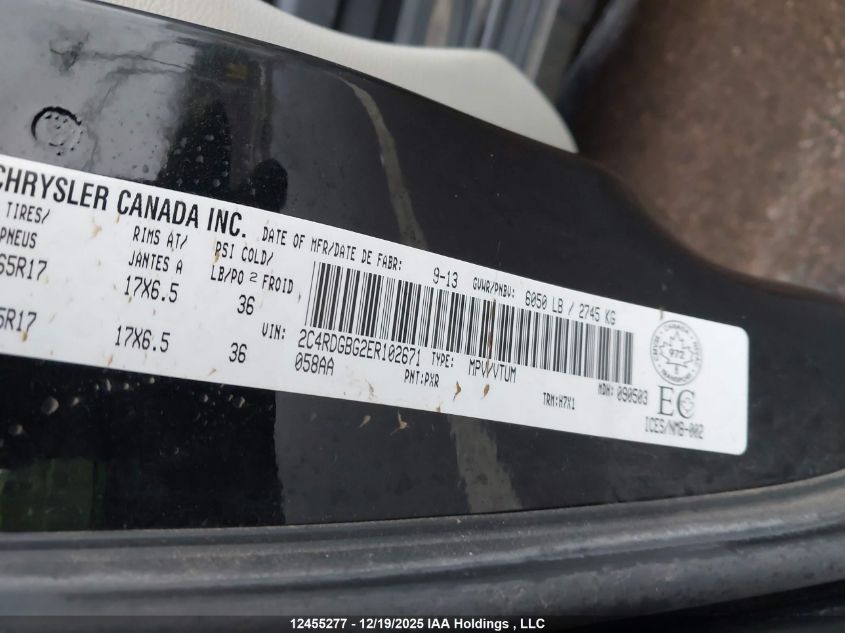 CHRYSLER CANADA INC.
DATE OF MFR/DATE DE FABR: 9-13 GVWR/PNBV: 6050 LB / 2745 KG
TIRES/ RIMS AT/ PSI COLD/
PNEUS JANTES A LB/PO 2 FROID
65R17 17X6.5 36
5R17 17X6.5 36
VIN: 2C4RDGBG2ER102671 TYPE: MPV/VTUM
058AA PNT:PXR TRM:H7X1 MDH: 090503
CANADA
972
EC
ICES/NMB-002
12455277 - 12/19/2025 IAA Holdings , LLC